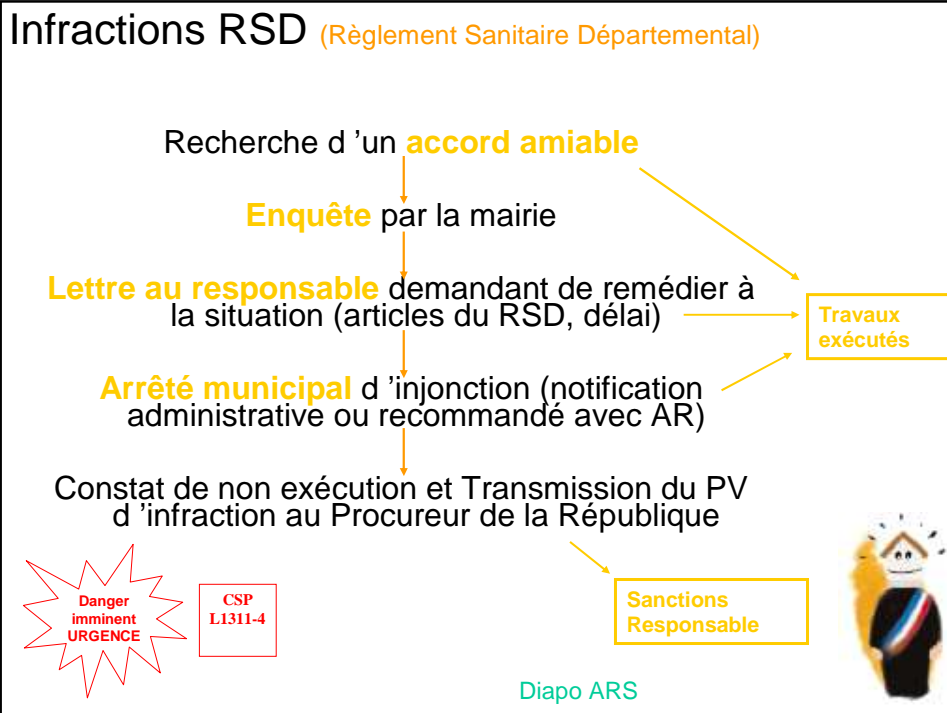 Infractions RSD (Règlement Sanitaire Départemental)
Recherche d ’un accord amiable
Enquête par la mairie
Lettre au responsable demandant de remédier à
la situation (articles du RSD, délai)
Travaux
exécutés
Arrêté municipal d ’injonction (notification
administrative ou recommandé avec AR)
Constat de non exécution et Transmission du PV
d ’infraction au Procureur de la République
Danger
imminent
URGENCE
CSP
L1311-4
Sanctions
Responsable
Diapo ARS